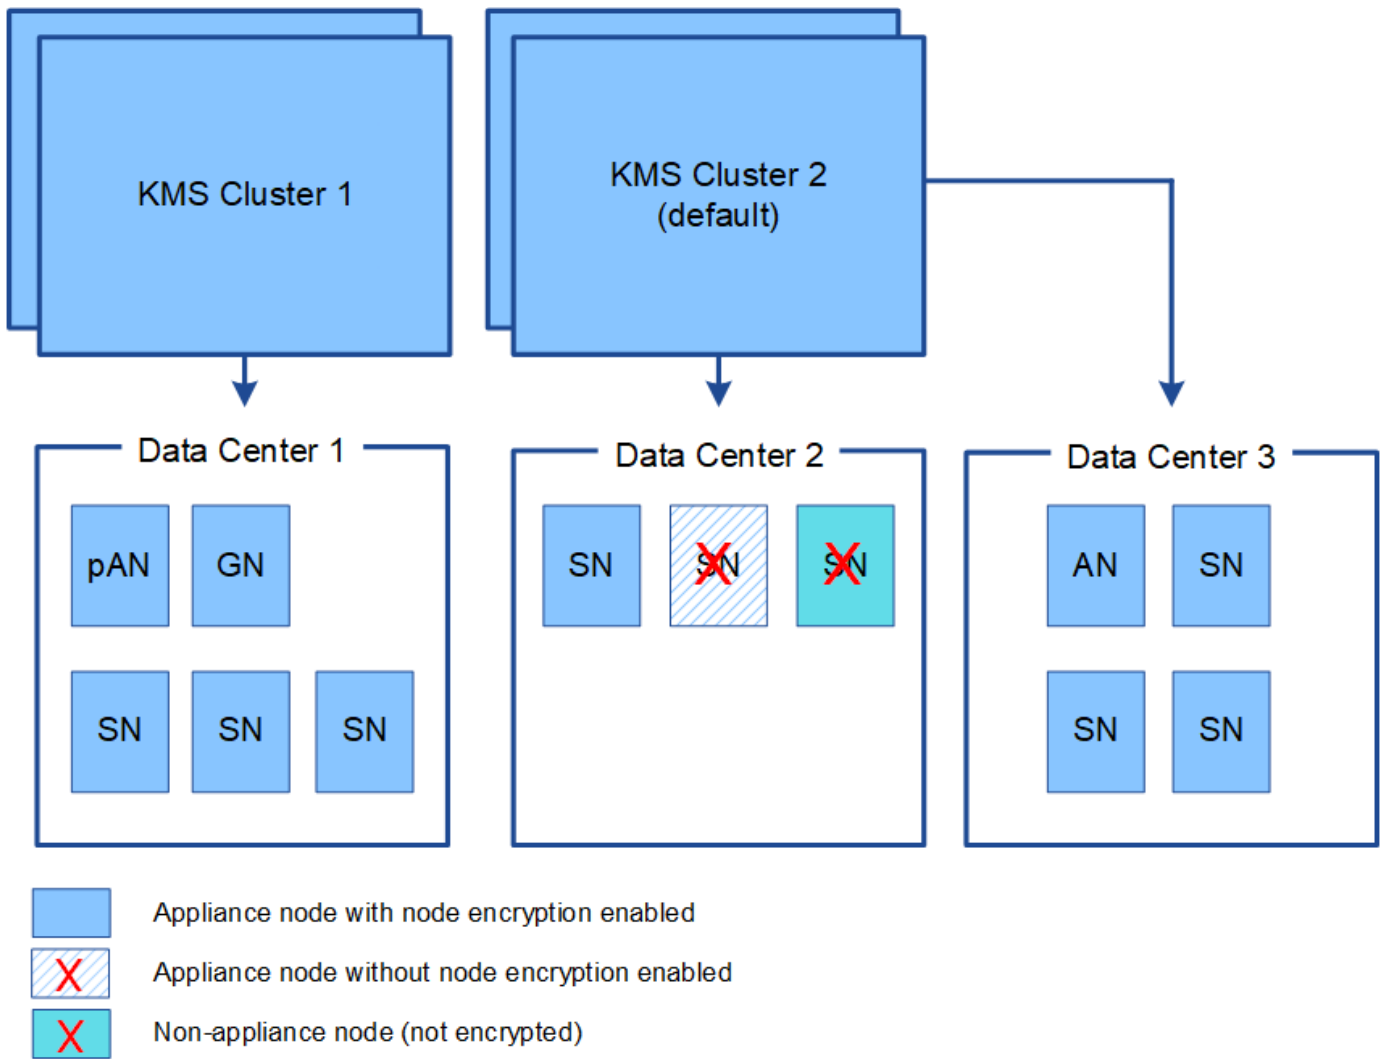 KMS Cluster 1
KMS Cluster 2
(default)
Data Center 1
pAN
GN
SN
SN
SN
Data Center 2
SN
SN
SN
Data Center 3
AN
SN
SN
SN
Appliance node with node encryption enabled
X
Appliance node without node encryption enabled
X
Non-appliance node (not encrypted)